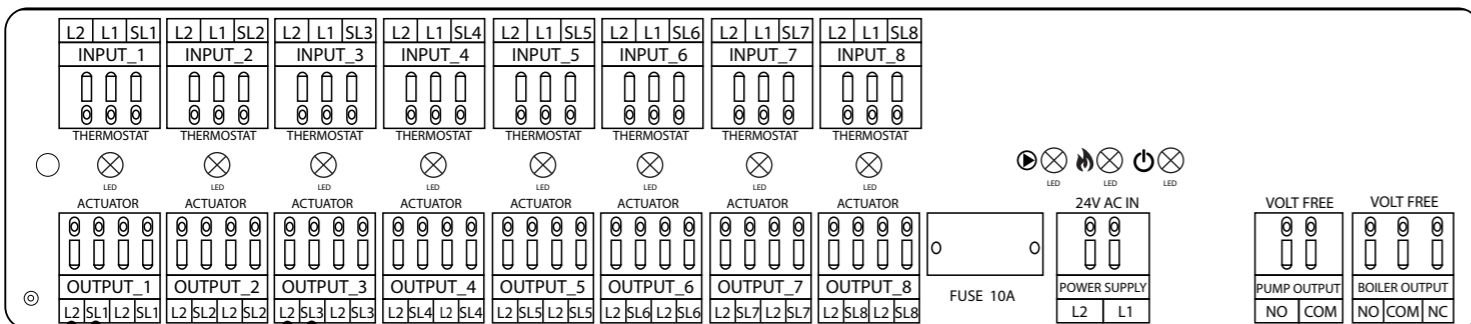 L2 L1 SL1 L2 L1 SL2 L2 L1 SL3 L2 L1 SL4 L2 L1 SL5 L2 L1 SL6 L2 L1 SL7 L2 L1 SL8
INPUT_1 INPUT_2 INPUT_3 INPUT_4 INPUT_5 INPUT_6 INPUT_7 INPUT_8
THERMOSTAT THERMOSTAT THERMOSTAT THERMOSTAT THERMOSTAT THERMOSTAT THERMOSTAT THERMOSTAT
LED LED LED LED LED LED LED LED LED LED LED
ACTUATOR ACTUATOR ACTUATOR ACTUATOR ACTUATOR ACTUATOR ACTUATOR ACTUATOR 24V AC IN VOLT FREE VOLT FREE
OUTPUT_1 OUTPUT_2 OUTPUT_3 OUTPUT_4 OUTPUT_5 OUTPUT_6 OUTPUT_7 OUTPUT_8 FUSE 10A POWER SUPPLY PUMP OUTPUT BOILER OUTPUT
L2 SL1 L2 SL1 L2 SL2 L2 SL2 L2 SL3 L2 SL3 L2 SL4 L2 SL4 L2 SL5 L2 SL5 L2 SL6 L2 SL6 L2 SL7 L2 SL7 L2 SL8 L2 SL8 L2 L1 NO COM NO COM NC